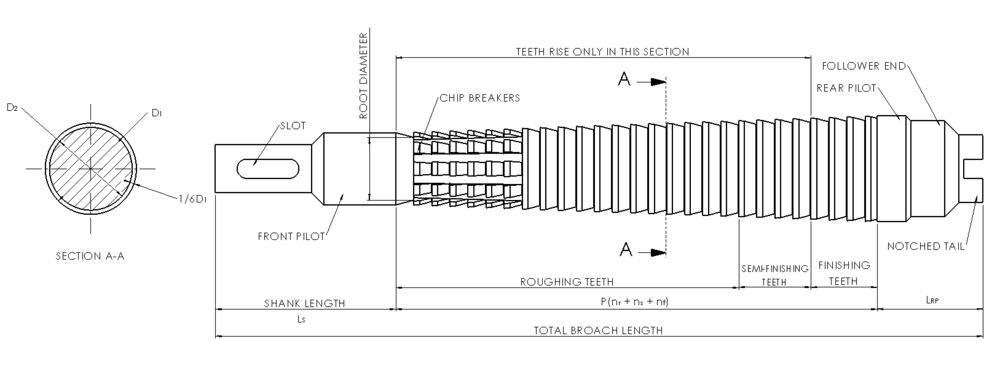 TEETH RISE ONLY IN THIS SECTION
ROOT DIAMETER
A
FOLLOWER END
REAR PILOT
CHIP BREAKERS
D2
D1
SLOT
1/6D1
FRONT PILOT
A
NOTCHED TAIL
SECTION A-A
ROUGHING TEETH
SEMI-FINISHING
TEETH
FINISHING
TEETH
SHANK LENGTH
LS
P(nr + ns + nf)
LRP
TOTAL BROACH LENGTH